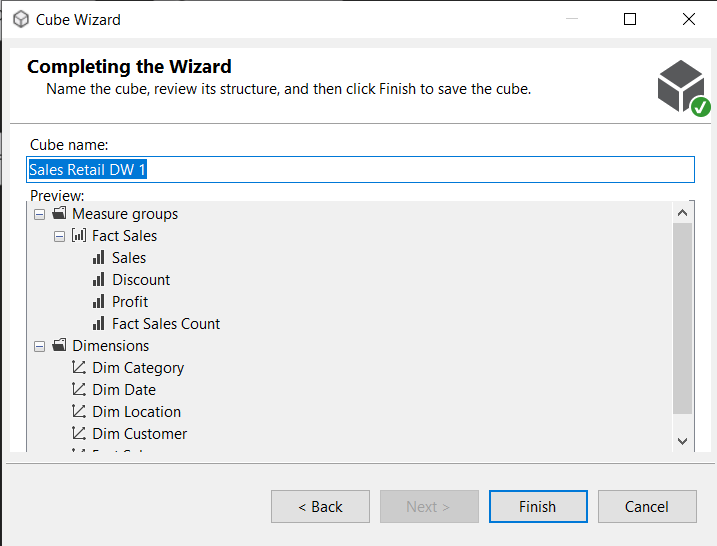 Cube Wizard
Completing the Wizard
Name the cube, review its structure, and then click Finish to save the cube.
Cube name:
Sales Retail DW 1
Preview:
Measure groups
Fact Sales
Sales
Discount
Profit
Fact Sales Count
Dimensions
Dim Category
Dim Date
Dim Location
Dim Customer
< Back
Next >
Finish
Cancel